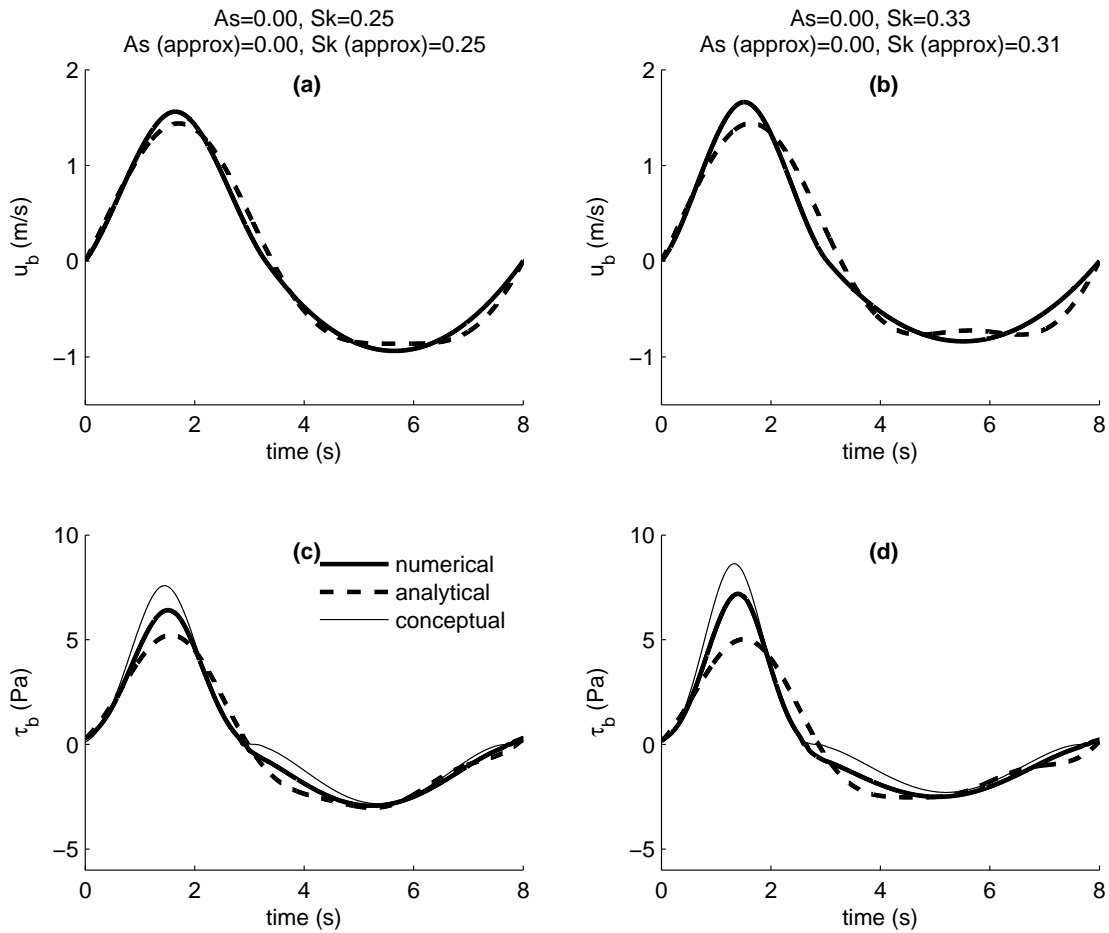 As=0.00, Sk=0.25
As (approx)=0.00, Sk (approx)=0.25
As=0.00, Sk=0.33
As (approx)=0.00, Sk (approx)=0.31
(a)
2
1
0
−1
u_b (m/s)
0 2 4 6 8
time (s)
(b)
2
1
0
−1
u_b (m/s)
0 2 4 6 8
time (s)
(c)
numerical
analytical
conceptual
10
5
0
−5
τ_b (Pa)
0 2 4 6 8
time (s)
(d)
10
5
0
−5
τ_b (Pa)
0 2 4 6 8
time (s)